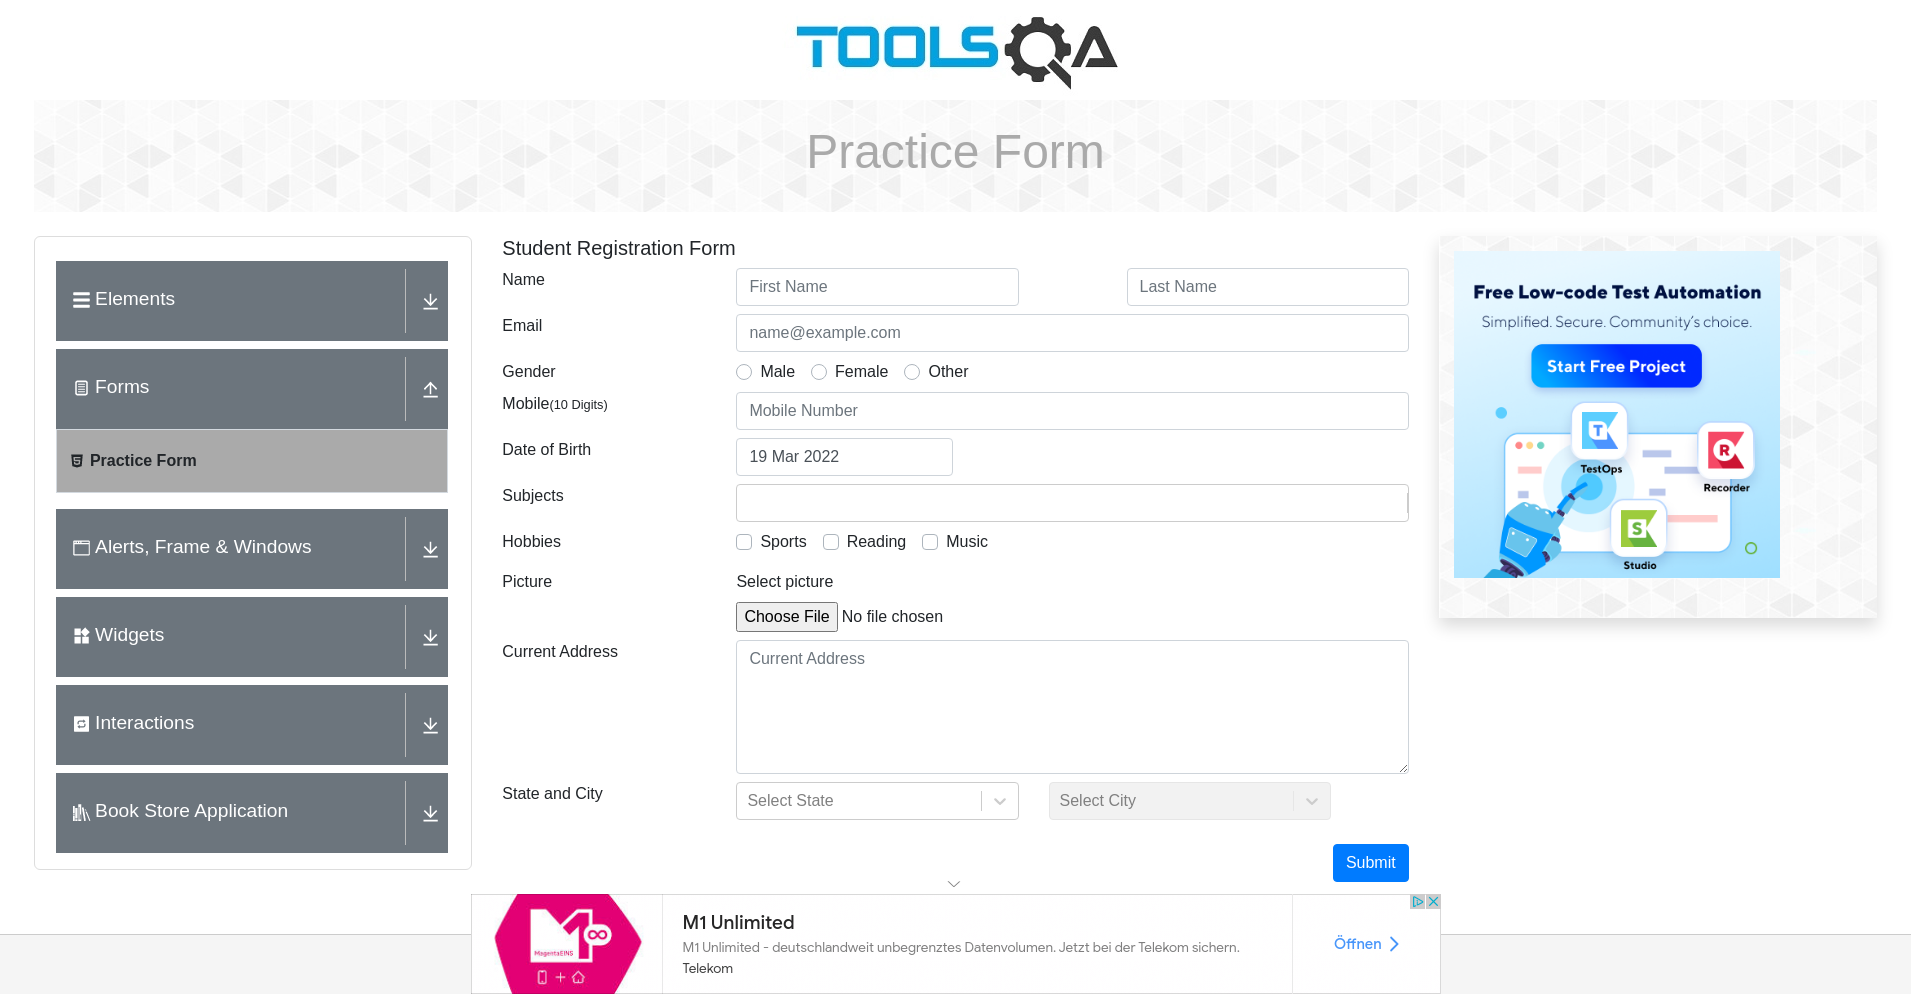 TOOLSQA
Practice Form
Elements
Forms
Practice Form
Alerts, Frame & Windows
Widgets
Interactions
Book Store Application
Student Registration Form
Name
First Name
Last Name
Email
name@example.com
Gender
Male
Female
Other
Mobile(10 Digits)
Mobile Number
Date of Birth
19 Mar 2022
Subjects
Hobbies
Sports
Reading
Music
Picture
Select picture
Choose File No file chosen
Current Address
Current Address
State and City
Select State
Select City
Submit
Free Low-code Test Automation
Simplified. Secure. Community's choice.
Start Free Project
T
TestOps
R
Recorder
S
Studio
M1
MagentaEINS
M1 Unlimited
M1 Unlimited - deutschlandweit unbegrenztes Datenvolumen. Jetzt bei der Telekom sichern.
Telekom
Öffnen